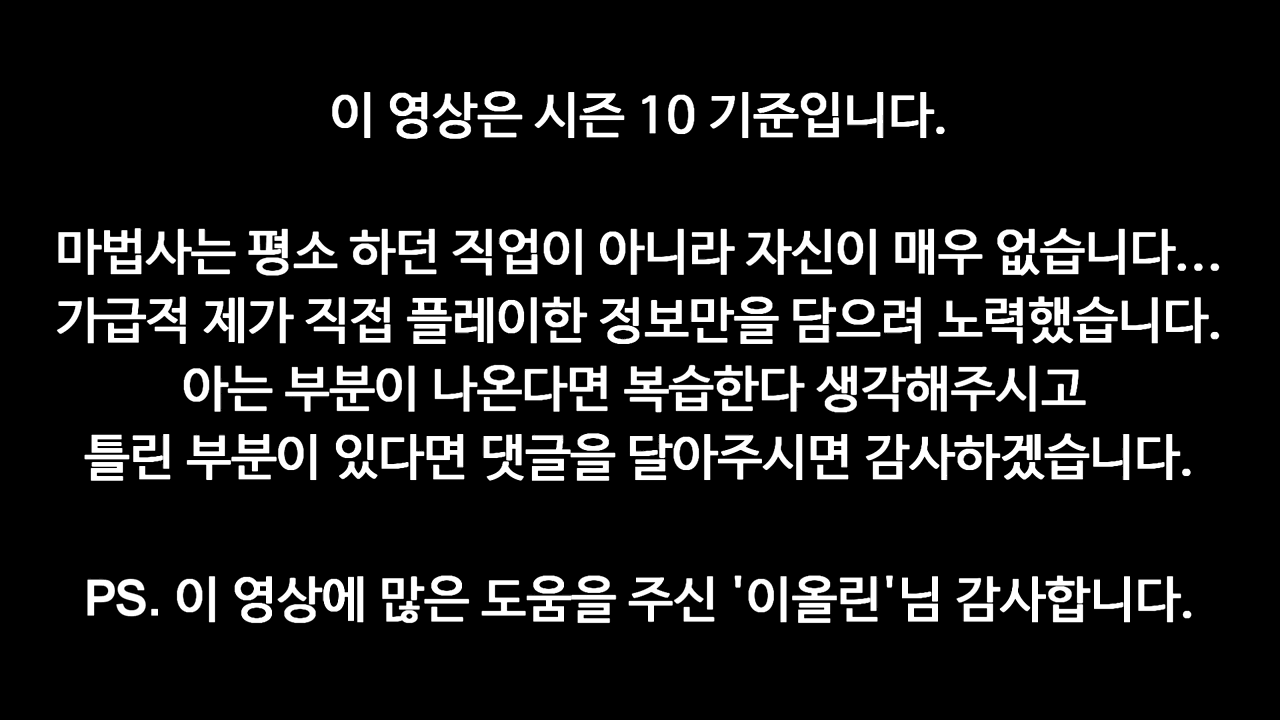 이 영상은 시즌 10 기준입니다.
마법사는 평소 하던 직업이 아니라 자신이 매우 없습니다...
가급적 제가 직접 플레이한 정보만을 담으려 노력했습니다.
아는 부분이 나온다면 복습한다 생각해주시고
틀린 부분이 있다면 댓글을 달아주시면 감사하겠습니다.
PS. 이 영상에 많은 도움을 주신 '이올린'님 감사합니다.